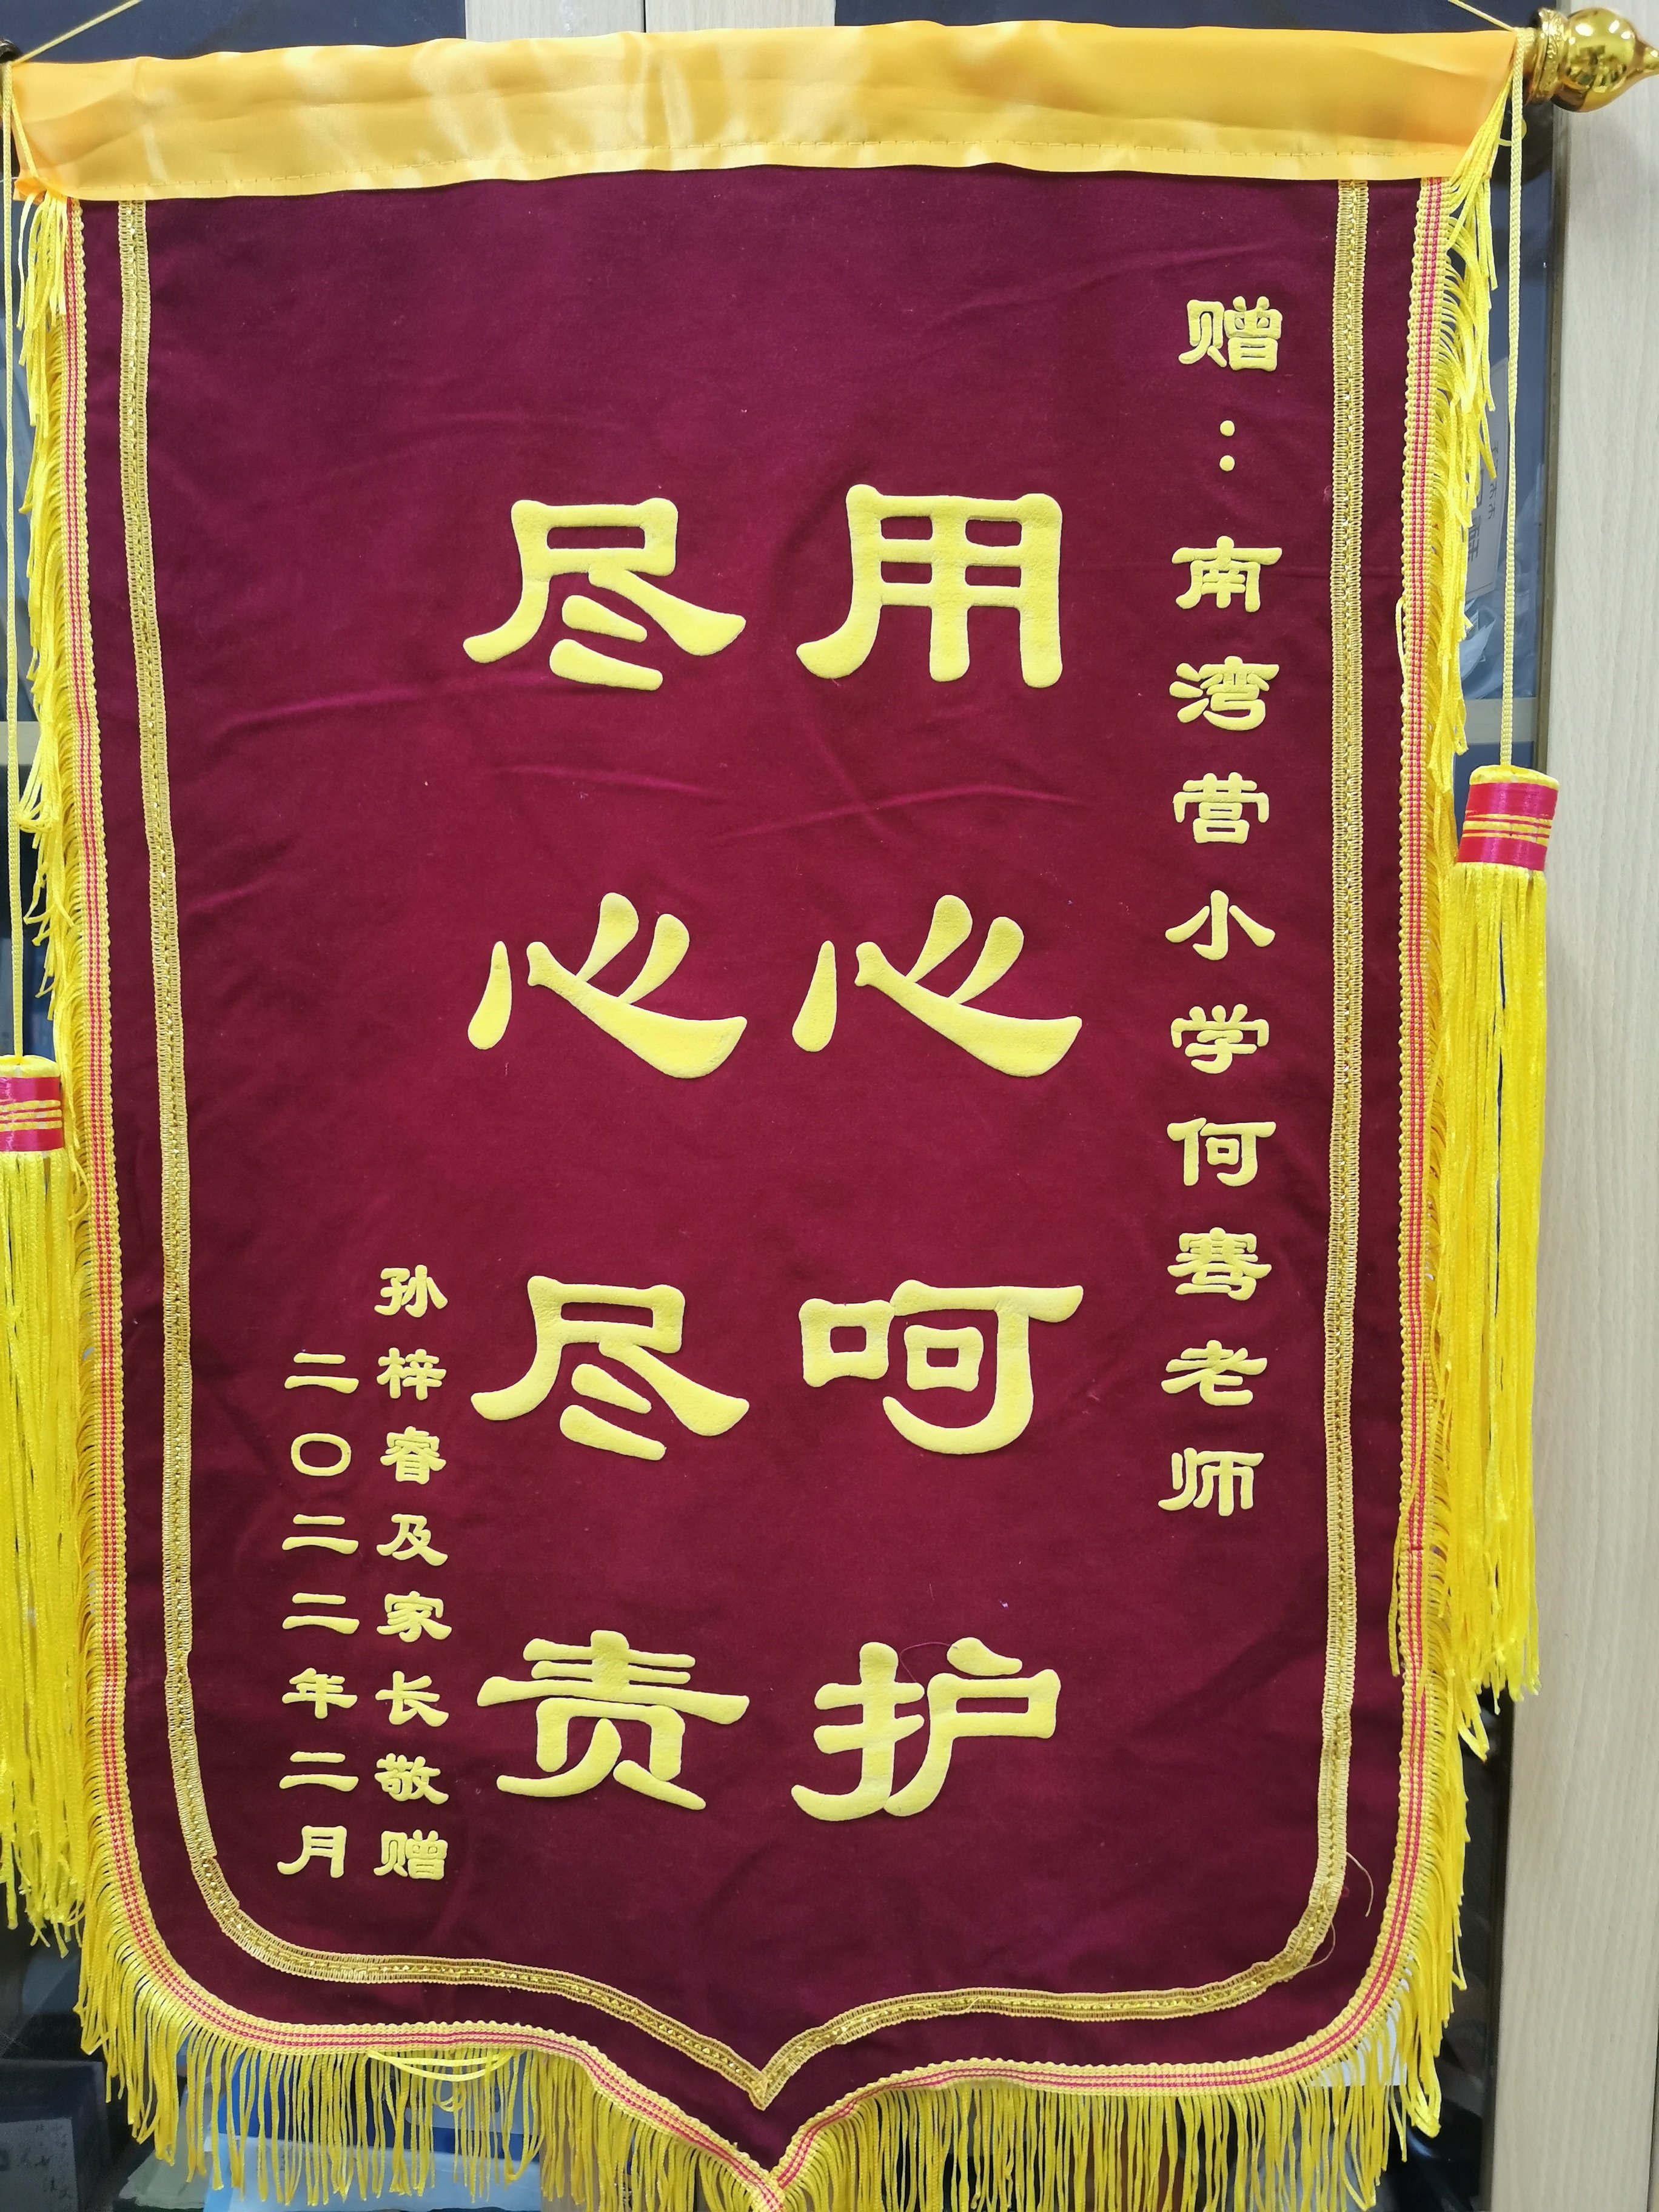 赠：南湾营小学何骞老师
用心呵护
尽心尽责
孙梓睿及家长敬赠
二〇二二年二月